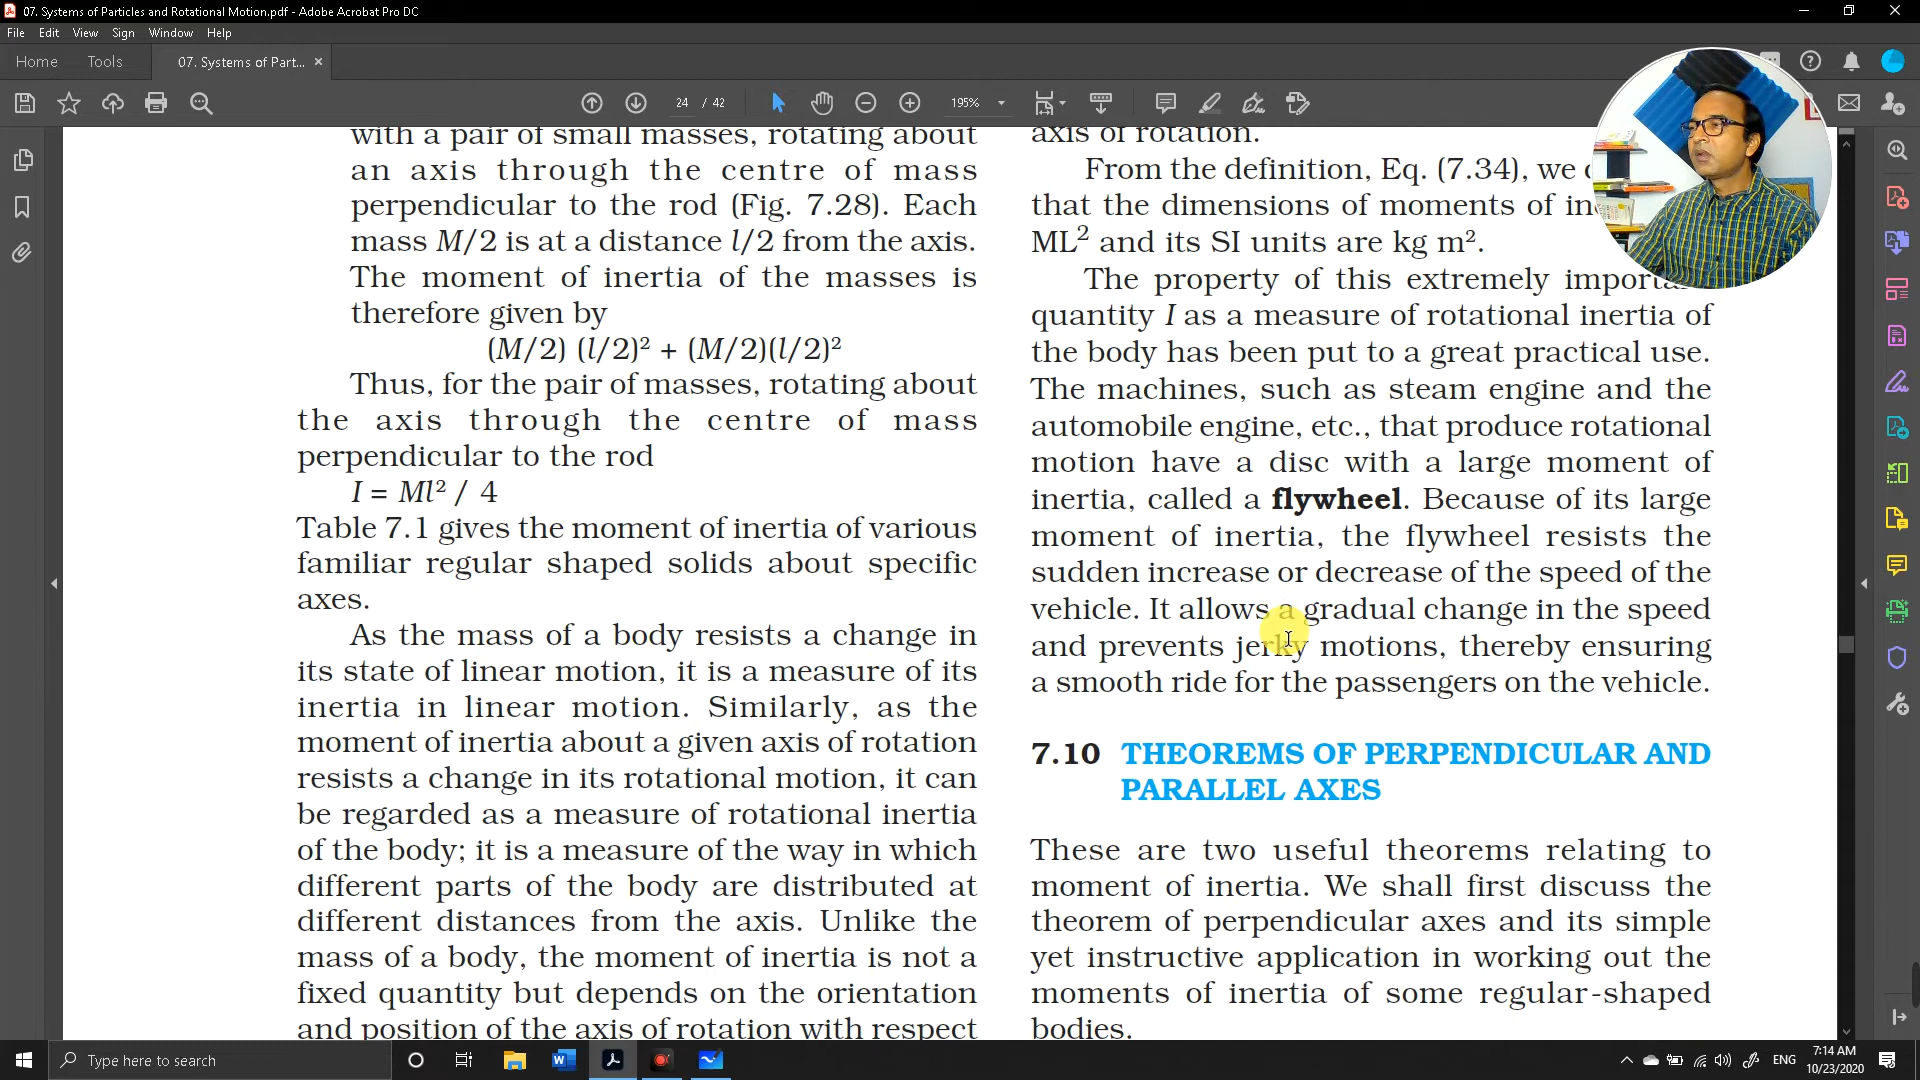 07. Systems of Particles and Rotational Motion.pdf - Adobe Acrobat Pro DC
File Edit View Sign Window Help
Home Tools 07. Systems of Part... ×
24 / 42 195%
with a pair of small masses, rotating about
an axis through the centre of mass
perpendicular to the rod (Fig. 7.28). Each
mass M/2 is at a distance l/2 from the axis.
The moment of inertia of the masses is
therefore given by
(M/2) (l/2)² + (M/2)(l/2)²
Thus, for the pair of masses, rotating about
the axis through the centre of mass
perpendicular to the rod
I = Ml² / 4
Table 7.1 gives the moment of inertia of various
familiar regular shaped solids about specific
axes.
As the mass of a body resists a change in
its state of linear motion, it is a measure of its
inertia in linear motion. Similarly, as the
moment of inertia about a given axis of rotation
resists a change in its rotational motion, it can
be regarded as a measure of rotational inertia
of the body; it is a measure of the way in which
different parts of the body are distributed at
different distances from the axis. Unlike the
mass of a body, the moment of inertia is not a
fixed quantity but depends on the orientation
and position of the axis of rotation with respect
axis of rotation.
From the definition, Eq. (7.34), we
that the dimensions of moments of
ML² and its SI units are kg m².
The property of this extremely important
quantity I as a measure of rotational inertia of
the body has been put to a great practical use.
The machines, such as steam engine and the
automobile engine, etc., that produce rotational
motion have a disc with a large moment of
inertia, called a flywheel. Because of its large
moment of inertia, the flywheel resists the
sudden increase or decrease of the speed of the
vehicle. It allows a gradual change in the speed
and prevents jerky motions, thereby ensuring
a smooth ride for the passengers on the vehicle.
7.10 THEOREMS OF PERPENDICULAR AND
PARALLEL AXES
These are two useful theorems relating to
moment of inertia. We shall first discuss the
theorem of perpendicular axes and its simple
yet instructive application in working out the
moments of inertia of some regular-shaped
bodies.
Type here to search
ENG
7:14 AM
10/23/2020